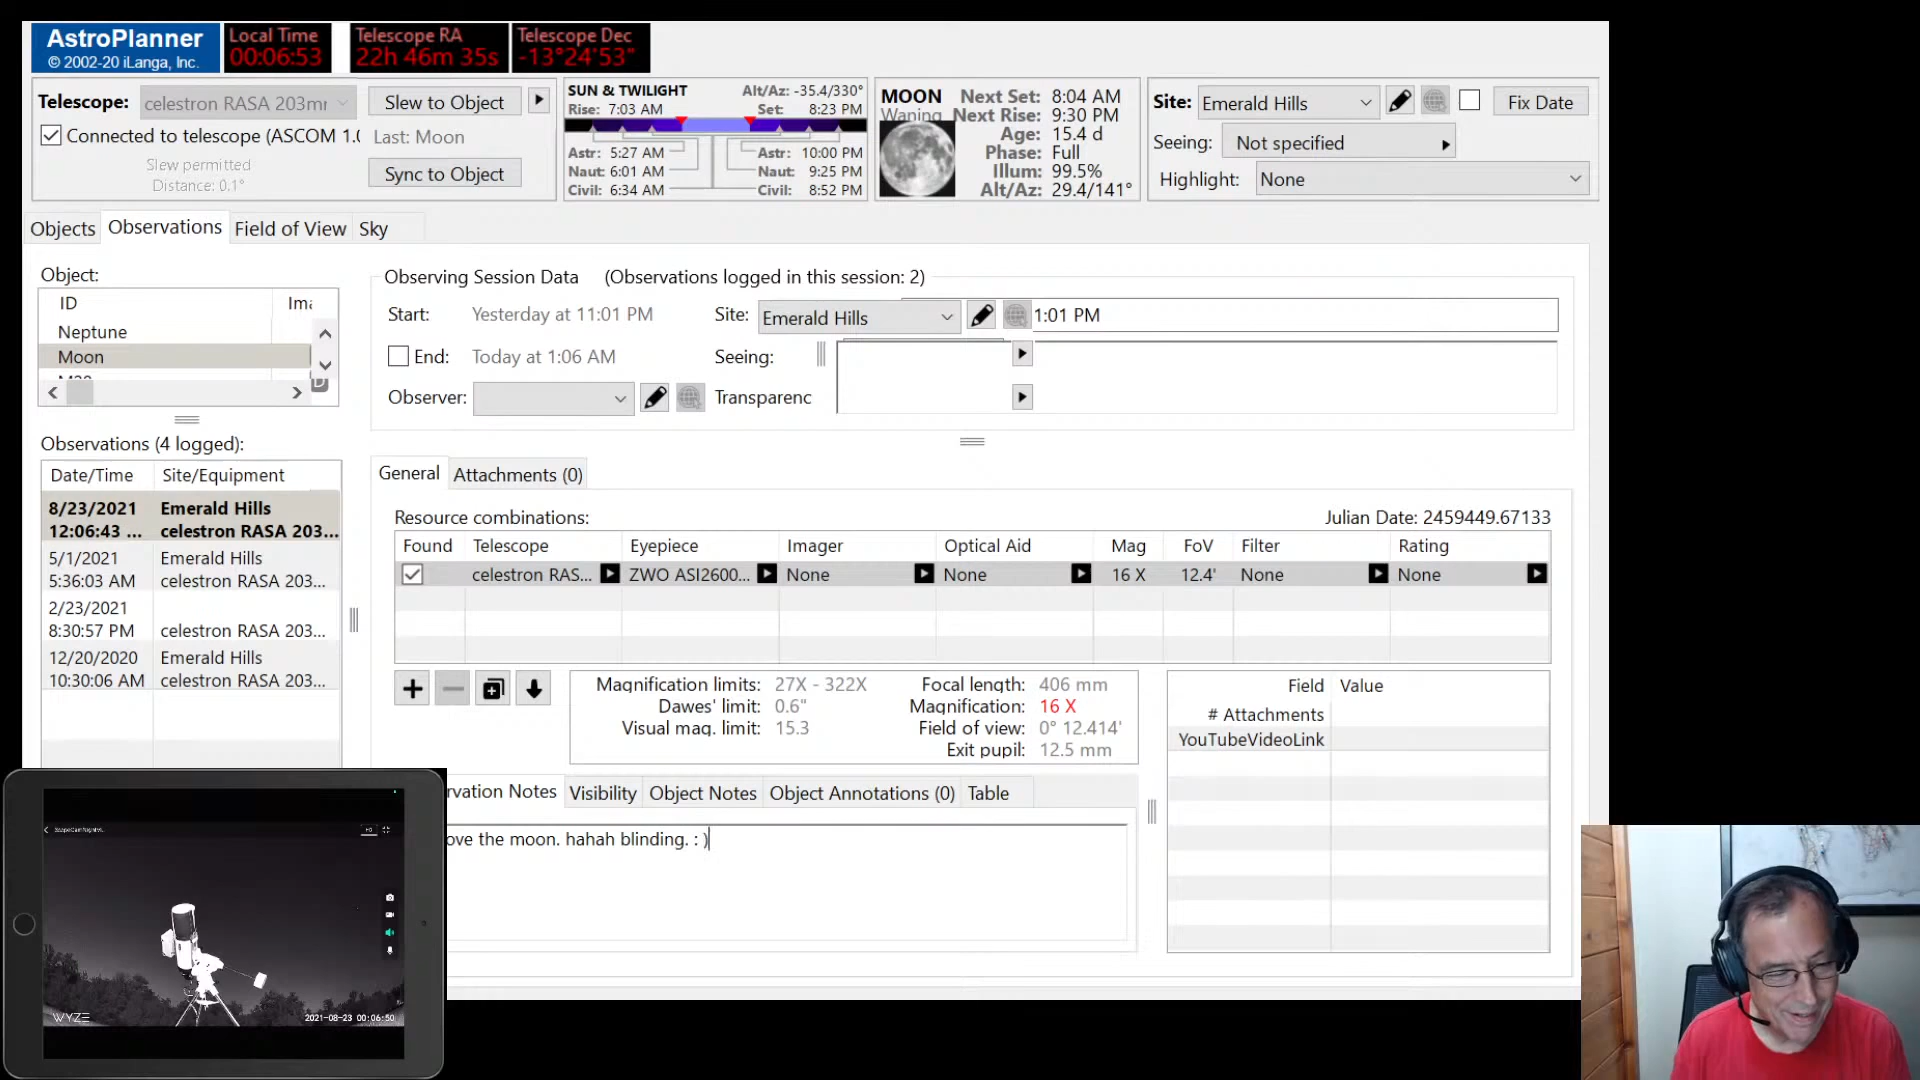 AstroPlanner
© 2002-20 iLanga, Inc.
Local Time
00:06:53
Telescope RA
22h 46m 35s
Telescope Dec
-13°24'53"
Telescope: celestron RASA 203mr
Slew to Object
Connected to telescope (ASCOM 1.0
Last: Moon
Slew permitted
Distance: 0.1°
Sync to Object
SUN & TWILIGHT Alt/Az: -35.4/330°
Rise: 7:03 AM Set: 8:23 PM
Astr: 5:27 AM Astr: 10:00 PM
Naut: 6:01 AM Naut: 9:25 PM
Civil: 6:34 AM Civil: 8:52 PM
MOON Next Set: 8:04 AM
Waning Next Rise: 9:30 PM
Age: 15.4 d
Phase: Full
Illum: 99.5%
Alt/Az: 29.4/141°
Site: Emerald Hills Fix Date
Seeing: Not specified
Highlight: None
Objects Observations Field of View Sky
Object:
ID Ima
Neptune
Moon
Observations (4 logged):
Date/Time Site/Equipment
8/23/2021 Emerald Hills
12:06:43 ... celestron RASA 203...
5/1/2021 Emerald Hills
5:36:03 AM celestron RASA 203...
2/23/2021
8:30:57 PM celestron RASA 203...
12/20/2020 Emerald Hills
10:30:06 AM celestron RASA 203...
Observing Session Data (Observations logged in this session: 2)
Start: Yesterday at 11:01 PM Site: Emerald Hills 1:01 PM
End: Today at 1:06 AM Seeing:
Observer: Transparenc
General Attachments (0)
Resource combinations: Julian Date: 2459449.67133
Found Telescope Eyepiece Imager Optical Aid Mag FoV Filter Rating
celestron RAS... ZWO ASI2600... None None 16 X 12.4' None None
Magnification limits: 27X - 322X Focal length: 406 mm
Dawes' limit: 0.6" Magnification: 16 X
Visual mag. limit: 15.3 Field of view: 0° 12.414'
Exit pupil: 12.5 mm
Field Value
# Attachments
YouTubeVideoLink
rvation Notes Visibility Object Notes Object Annotations (0) Table
ove the moon. hahah blinding. : )
WYZE
2021-08-23 00:06:50